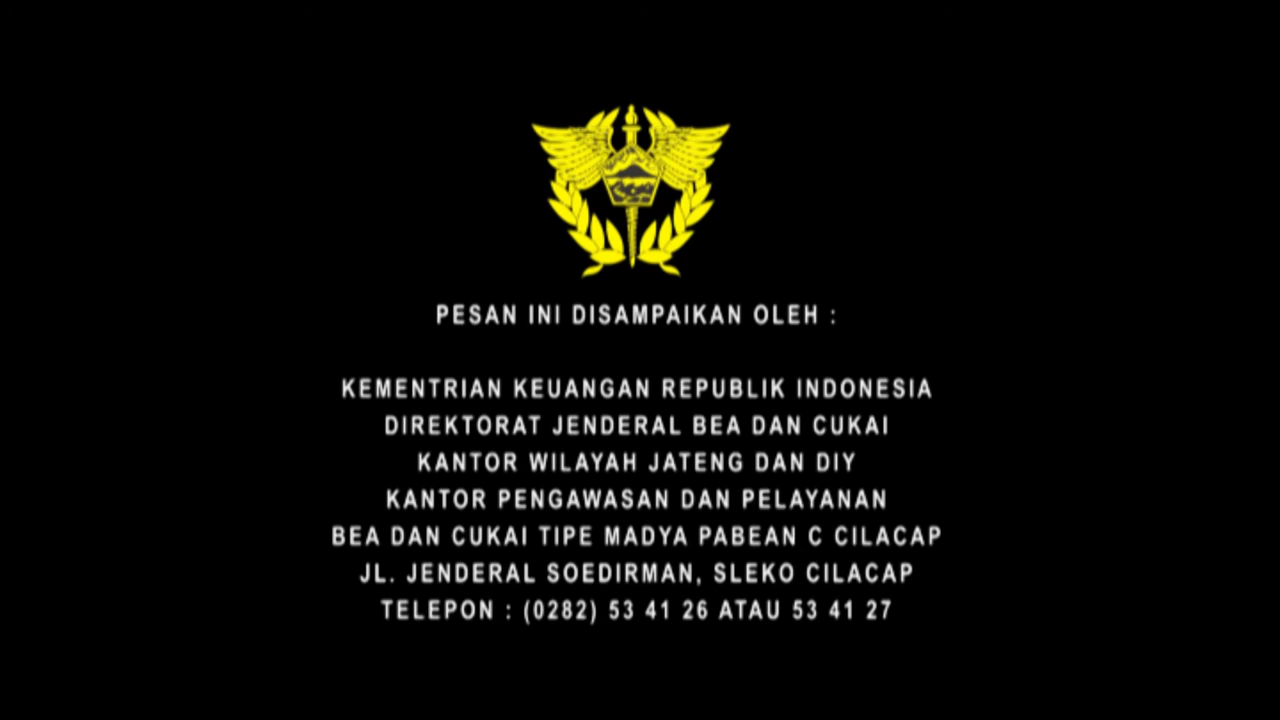 PESAN INI DISAMPAIKAN OLEH :
KEMENTRIAN KEUANGAN REPUBLIK INDONESIA
DIREKTORAT JENDERAL BEA DAN CUKAI
KANTOR WILAYAH JATENG DAN DIY
KANTOR PENGAWASAN DAN PELAYANAN
BEA DAN CUKAI TIPE MADYA PABEAN C CILACAP
JL. JENDERAL SOEDIRMAN, SLEKO CILACAP
TELEPON : (0282) 53 41 26 ATAU 53 41 27